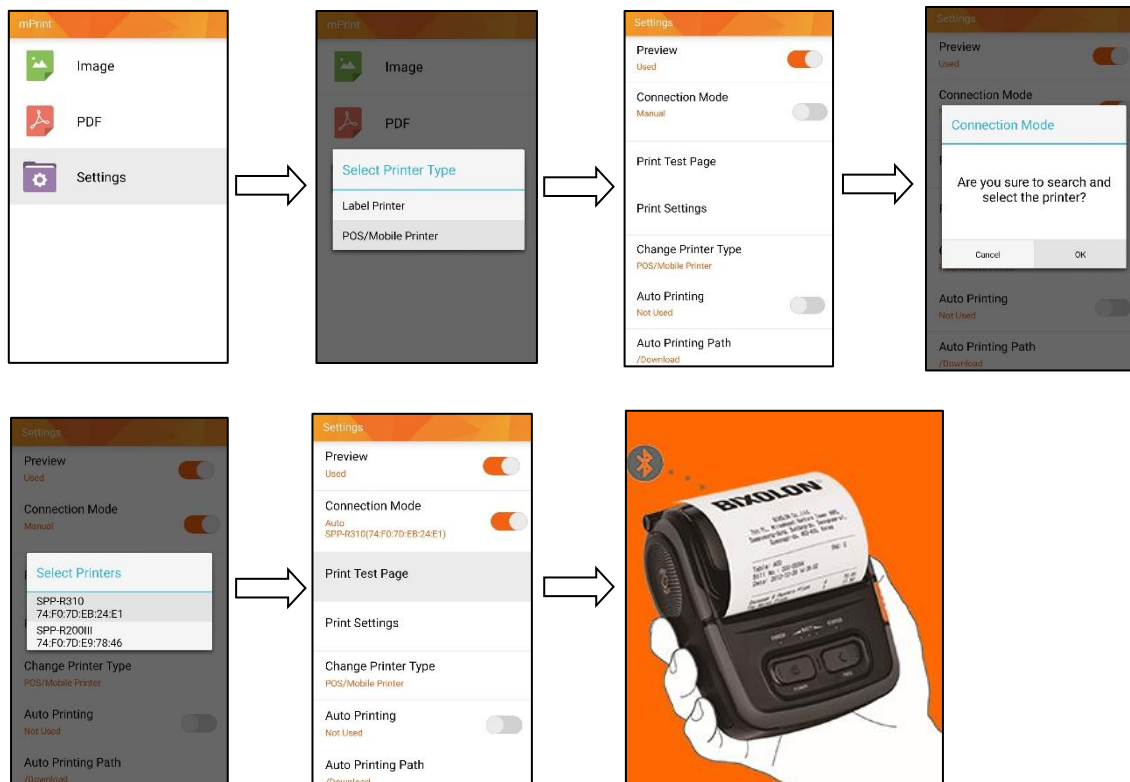 mPrint
Image
PDF
Settings
mPrint
Image
PDF
Select Printer Type
Label Printer
POS/Mobile Printer
Settings
Preview
Used
Connection Mode
Manual
Print Test Page
Print Settings
Change Printer Type
POS/Mobile Printer
Auto Printing
Not Used
Auto Printing Path
/Download
Settings
Preview
Used
Connection Mode
Connection Mode
Are you sure to search and
select the printer?
Cancel
OK
Auto Printing
Not Used
Auto Printing Path
/Download
Settings
Preview
Used
Connection Mode
Manual
Select Printers
SPP-R310
74:F0:7D:EB:24:E1
SPP-R200III
74:F0:7D:E9:78:46
Change Printer Type
POS/Mobile Printer
Auto Printing
Not Used
Auto Printing Path
/Download
Settings
Preview
Used
Connection Mode
Auto
SPP-R310(74:F0:7D:EB:24:E1)
Print Test Page
Print Settings
Change Printer Type
POS/Mobile Printer
Auto Printing
Not Used
Auto Printing Path
/Download
BIXOLON